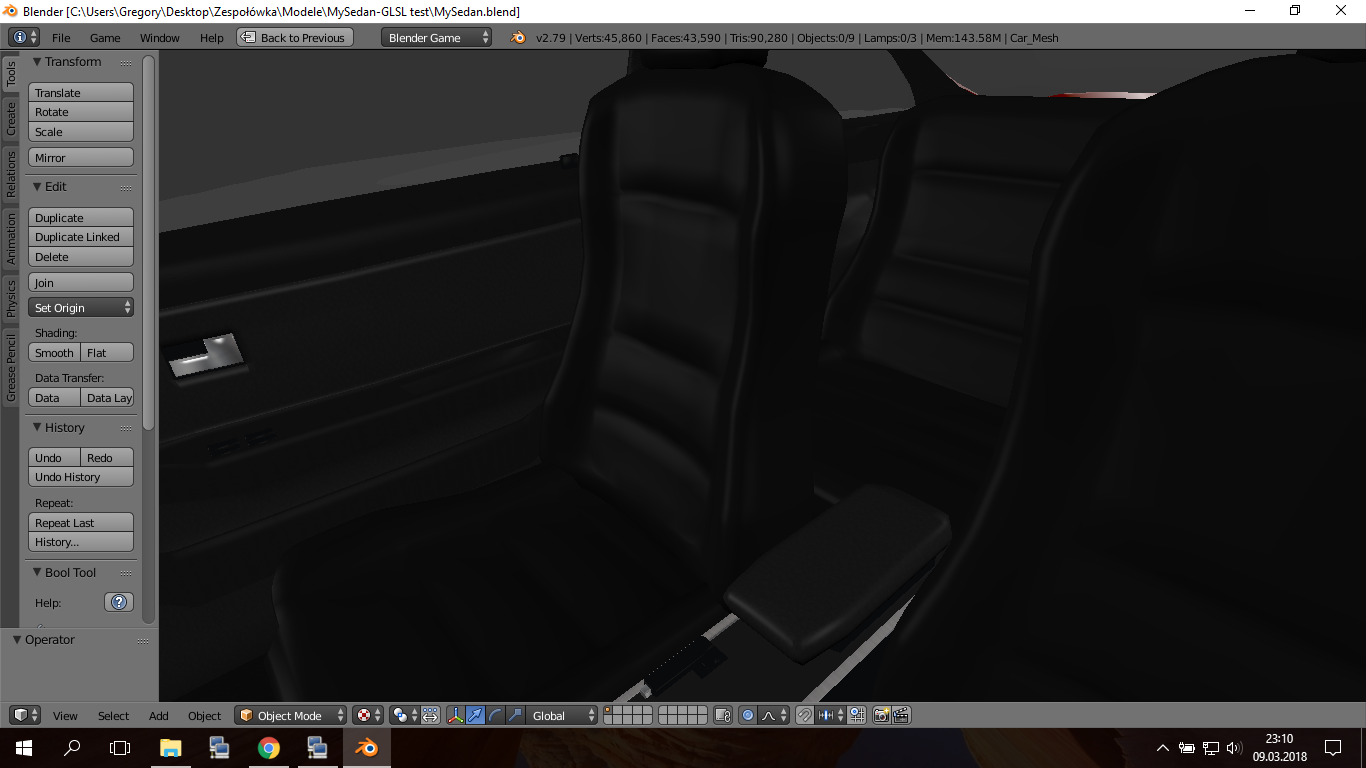 Blender [C:\Users\Gregory\Desktop\Zespołówka\Modele\MySedan-GLSL test\MySedan.blend]
File Game Window Help Back to Previous Blender Game v2.79 | Verts:45,860 | Faces:43,590 | Tris:90,280 | Objects:0/9 | Lamps:0/3 | Mem:143.58M | Car_Mesh
Tools
Create
Relations
Animation
Physics
Grease Pencil
Transform
Translate
Rotate
Scale
Mirror
Edit
Duplicate
Duplicate Linked
Delete
Join
Set Origin
Shading:
Smooth Flat
Data Transfer:
Data Data Lay
History
Undo Redo
Undo History
Repeat:
Repeat Last
History...
Bool Tool
Help:
Operator
View Select Add Object Object Mode Global
23:10
09.03.2018